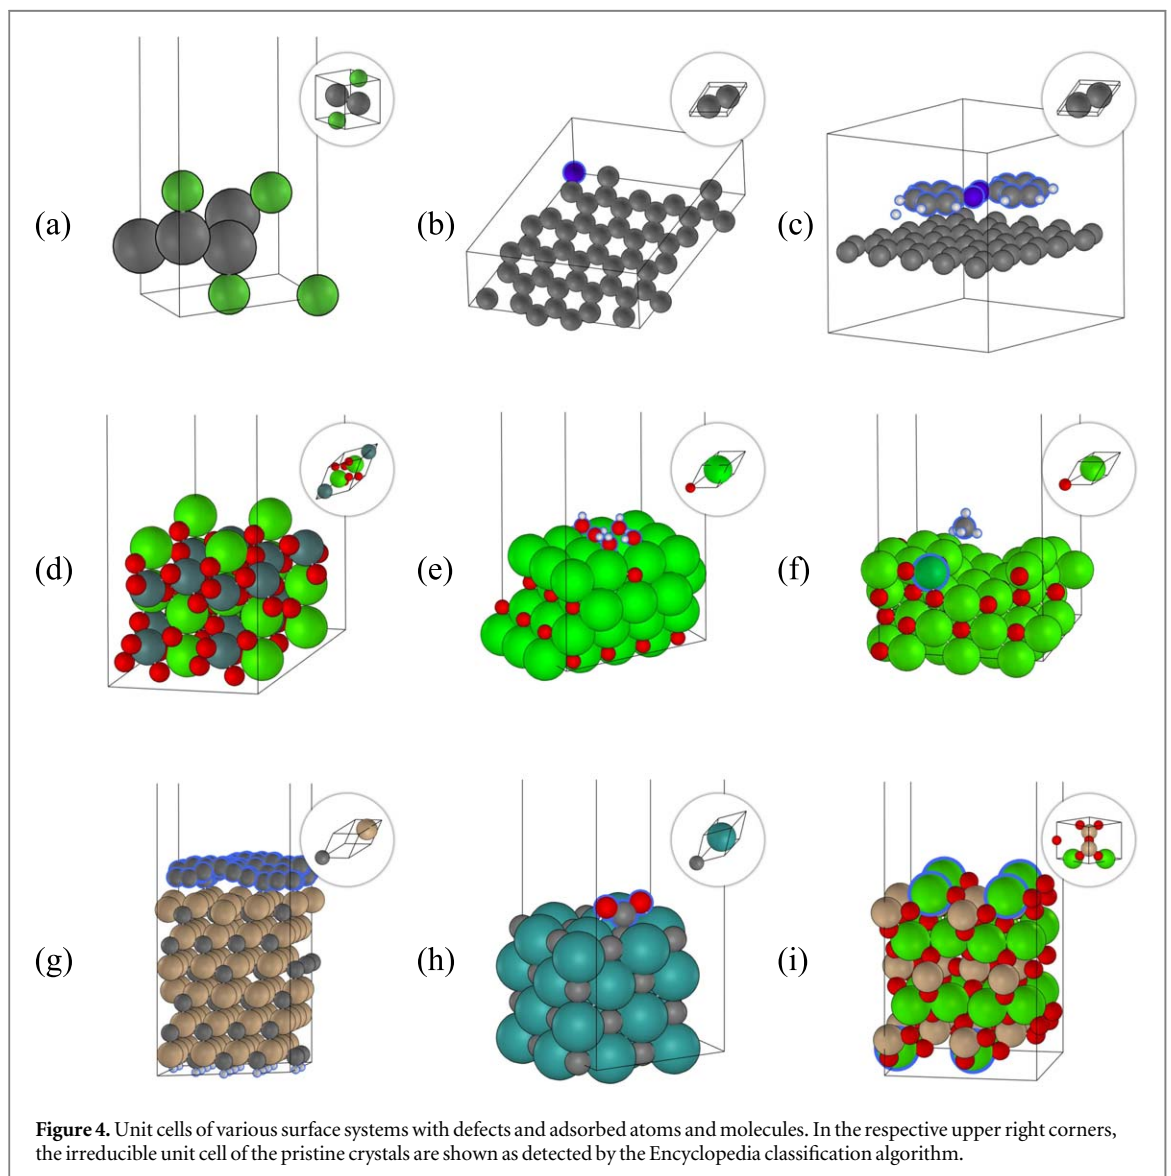 (a)
(b)
(c)
(d)
(e)
(f)
(g)
(h)
(i)
Figure 4. Unit cells of various surface systems with defects and adsorbed atoms and molecules. In the respective upper right corners,
the irreducible unit cell of the pristine crystals are shown as detected by the Encyclopedia classification algorithm.